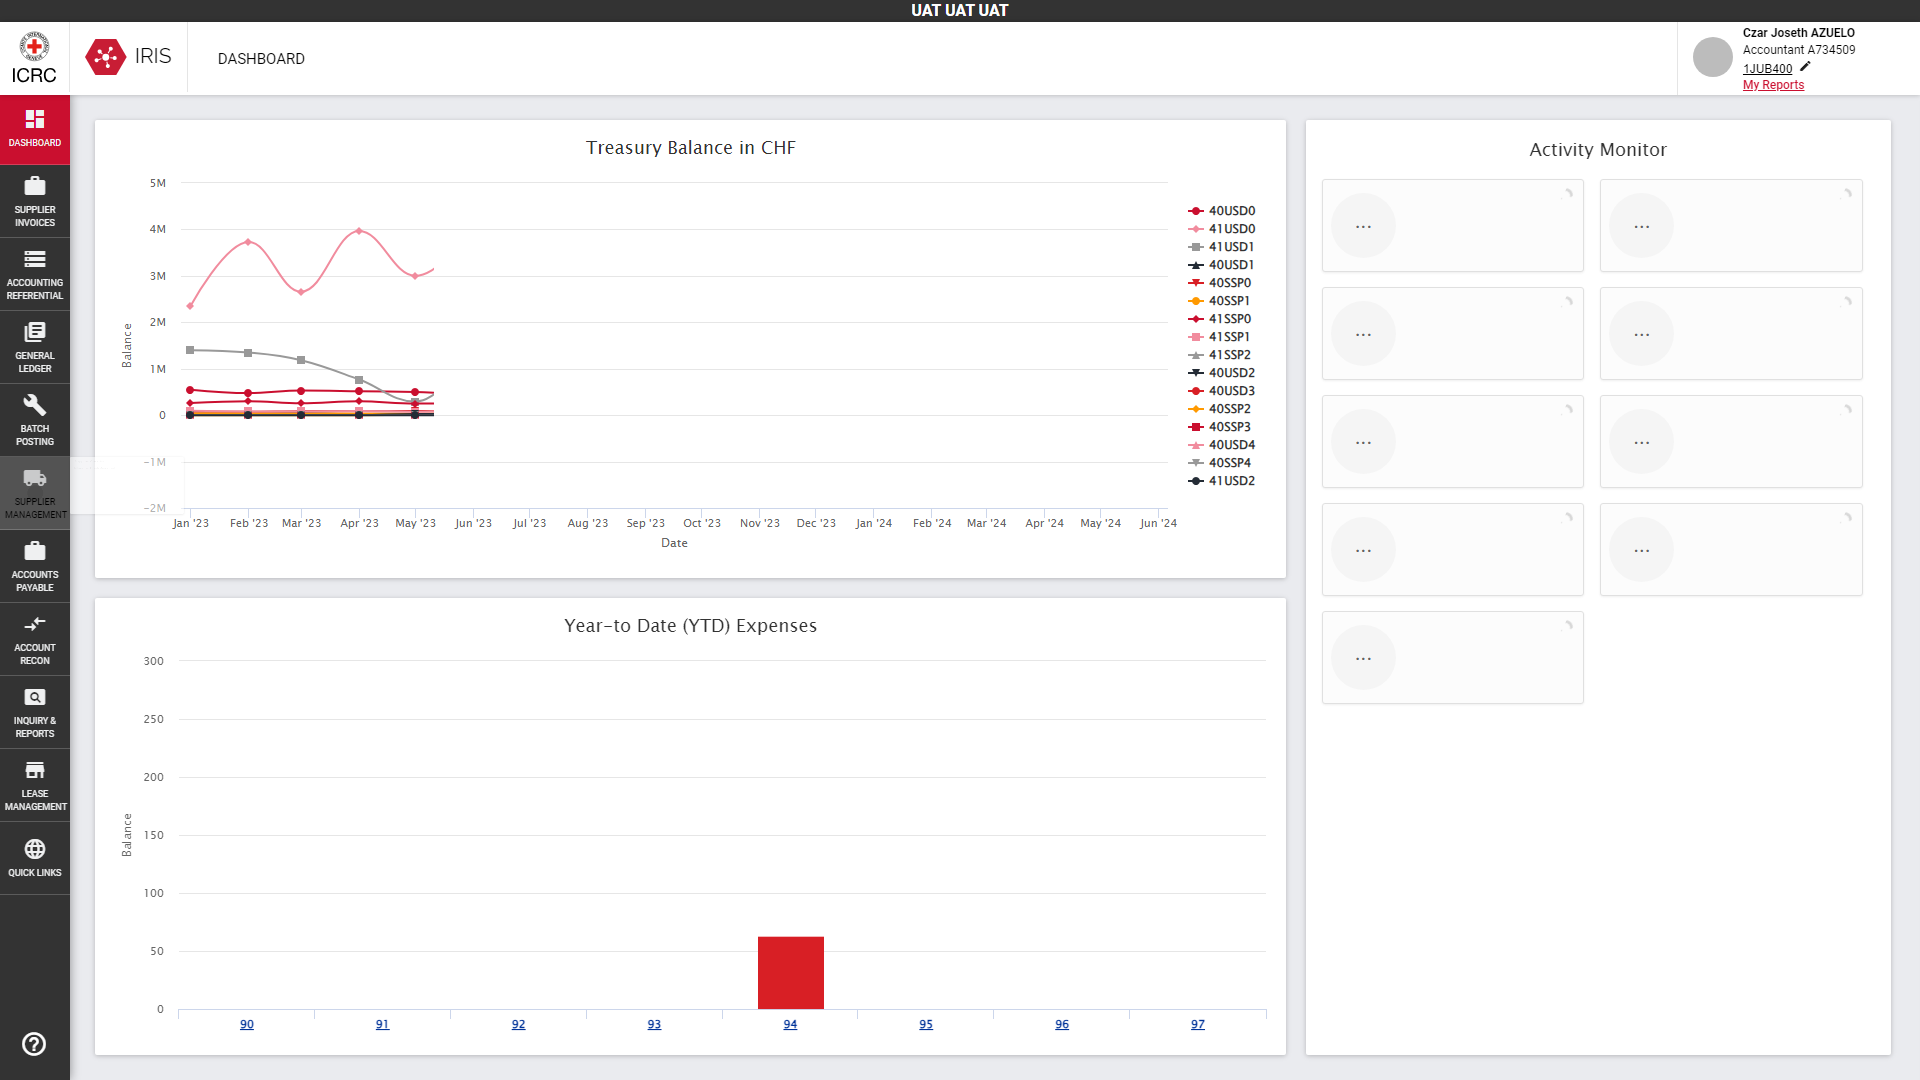 UAT UAT UAT
ICRC
IRIS
DASHBOARD
Czar Joseth AZUELO
Accountant A734509
1JUB400
My Reports
DASHBOARD
SUPPLIER
INVOICES
ACCOUNTING
REFERENTIAL
GENERAL
LEDGER
BATCH
POSTING
SUPPLIER
MANAGEMENT
ACCOUNTS
PAYABLE
ACCOUNT
RECON
INQUIRY &
REPORTS
LEASE
MANAGEMENT
QUICK LINKS
Treasury Balance in CHF
Balance
5M
4M
3M
2M
1M
0
-1M
-2M
Jan '23 Feb '23 Mar '23 Apr '23 May '23 Jun '23 Jul '23 Aug '23 Sep '23 Oct '23 Nov '23 Dec '23 Jan '24 Feb '24 Mar '24 Apr '24 May '24 Jun '24
Date
40USD0
41USD0
41USD1
40USD1
40SSP0
40SSP1
41SSP0
41SSP1
41SSP2
40USD2
40USD3
40SSP2
40SSP3
40USD4
40SSP4
41USD2
Year-to Date (YTD) Expenses
Balance
300
250
200
150
100
50
0
90 91 92 93 94 95 96 97
Activity Monitor
... ...
... ...
... ...
... ...
...